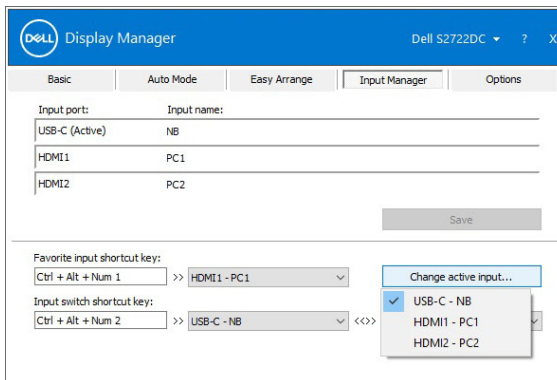 DELL Display Manager Dell S2722DC ? X
Basic Auto Mode Easy Arrange Input Manager Options
Input port: Input name:
USB-C (Active) NB
HDMI1 PC1
HDMI2 PC2
Save
Favorite input shortcut key:
Ctrl + Alt + Num 1 >> HDMI1 - PC1 Change active input...
Input switch shortcut key:
Ctrl + Alt + Num 2 >> USB-C - NB <<>>
USB-C - NB
HDMI1 - PC1
HDMI2 - PC2